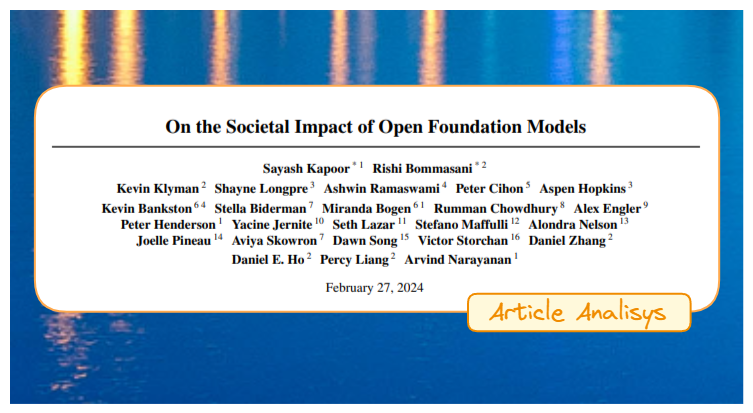 On the Societal Impact of Open Foundation Models
Sayash Kapoor * 1 Rishi Bommasani * 2
Kevin Klyman 2 Shayne Longpre 3 Ashwin Ramaswami 4 Peter Cihon 5 Aspen Hopkins 3
Kevin Bankston 6 4 Stella Biderman 7 Miranda Bogen 6 1 Rumman Chowdhury 8 Alex Engler 9
Peter Henderson 1 Yacine Jernite 10 Seth Lazar 11 Stefano Maffulli 12 Alondra Nelson 13
Joelle Pineau 14 Aviya Skowron 7 Dawn Song 15 Victor Storchan 16 Daniel Zhang 2
Daniel E. Ho 2 Percy Liang 2 Arvind Narayanan 1
February 27, 2024
Article Analisys